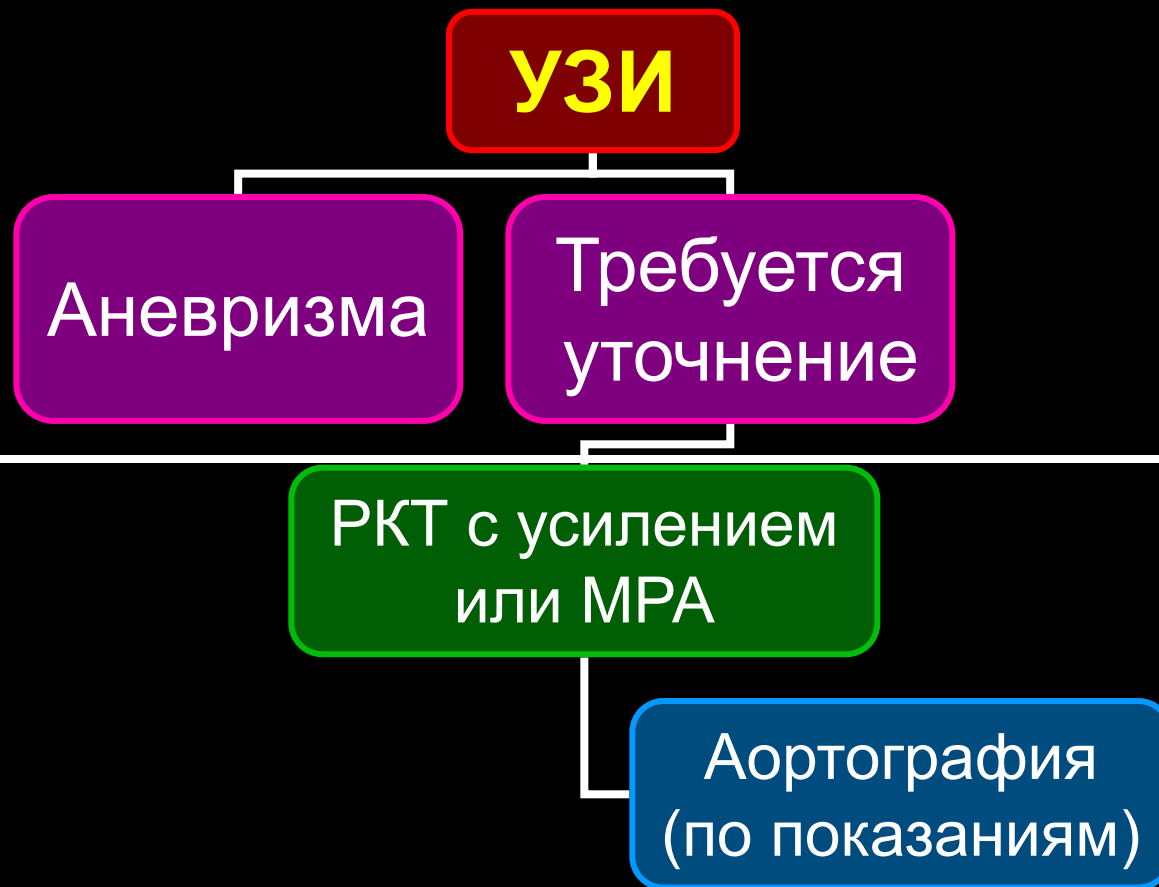 УЗИ
Аневризма
Требуется
уточнение
РКТ с усилением
или МРА
Аортография
(по показаниям)